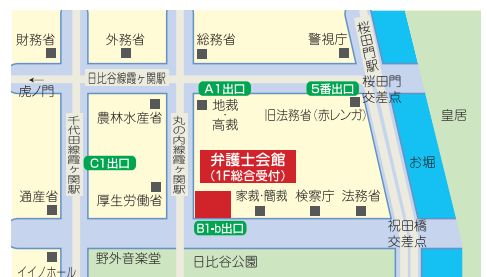 財務省
外務省
総務省
警視庁
桜田門駅
日比谷線霞ヶ関駅
A1出口
5番出口
桜田門
交差点
←
虎ノ門
千代田線霞ヶ関駅
農林水産省
丸の内線霞ヶ関駅
地裁
・
高裁
旧法務省(赤レンガ)
皇居
C1出口
弁護士会館
(1F総合受付)
お堀
通産省
厚生労働省
家裁・簡裁
検察庁
法務省
B1-b出口
祝田橋
交差点
イイノホール
野外音楽堂
日比谷公園